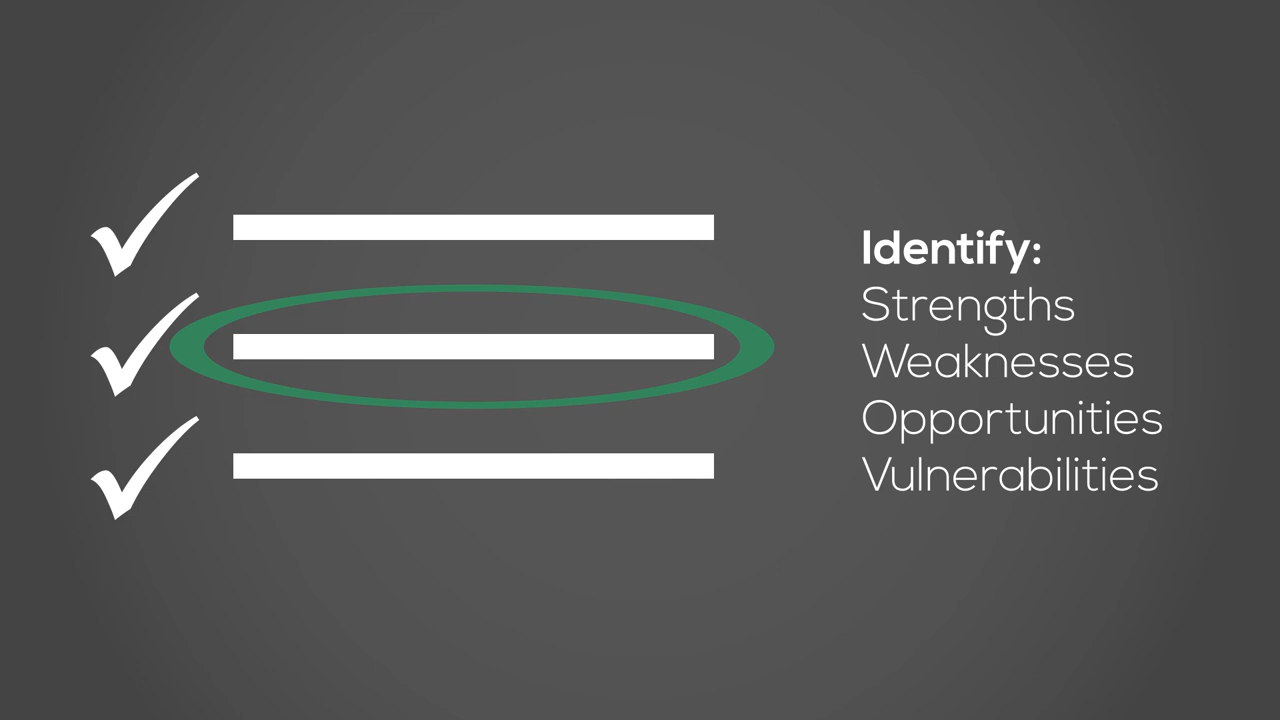 Identify:
Strengths
Weaknesses
Opportunities
Vulnerabilities